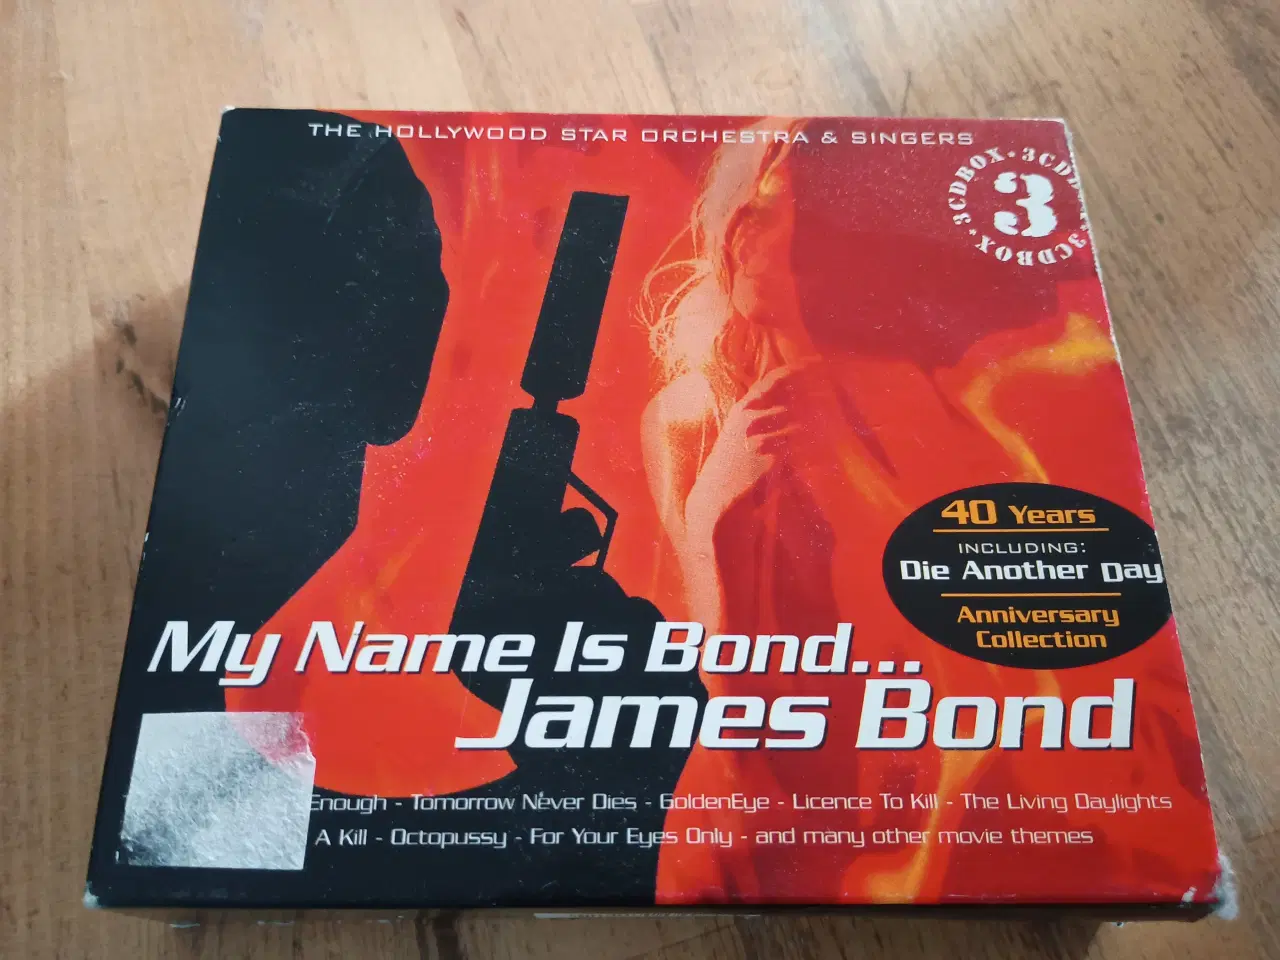 THE HOLLYWOOD STAR ORCHESTRA & SINGERS
3CDBOX · 3CDBOX · 3CDBOX
3
40 Years
INCLUDING:
Die Another Day
Anniversary
Collection
My Name Is Bond...
James Bond
Enough - Tomorrow Never Dies - GoldenEye - Licence To Kill - The Living Daylights
A Kill - Octopussy - For Your Eyes Only - and many other movie themes